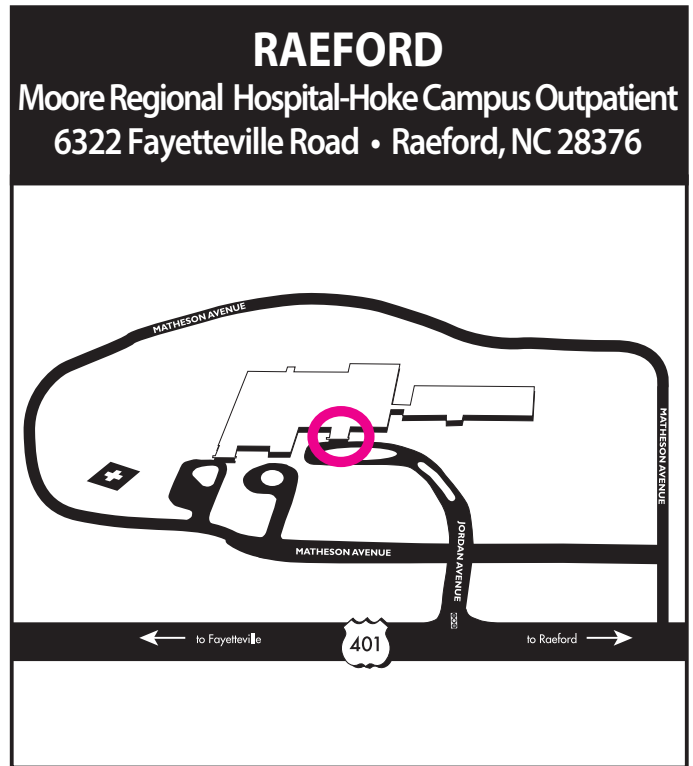 RAEFORD
Moore Regional Hospital-Hoke Campus Outpatient
6322 Fayetteville Road • Raeford, NC 28376
MATHESON AVENUE
MATHESON AVENUE
JORDAN AVENUE
MATHESON AVENUE
to Fayetteville
401
to Raeford